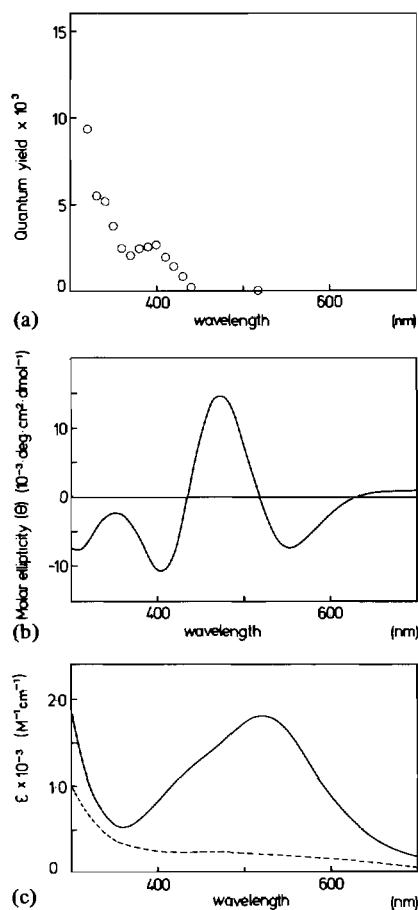 15
10
5
0
Quantum yield × 10³
400
600
wavelength
(nm)
(a)
10
0
-10
Molar ellipticity (θ) (10⁻³·deg·cm²·dmol⁻¹)
400
600
wavelength
(nm)
(b)
2·0
1·0
0
ε × 10⁻³ (M⁻¹cm⁻¹)
400
600
wavelength
(nm)
(c)